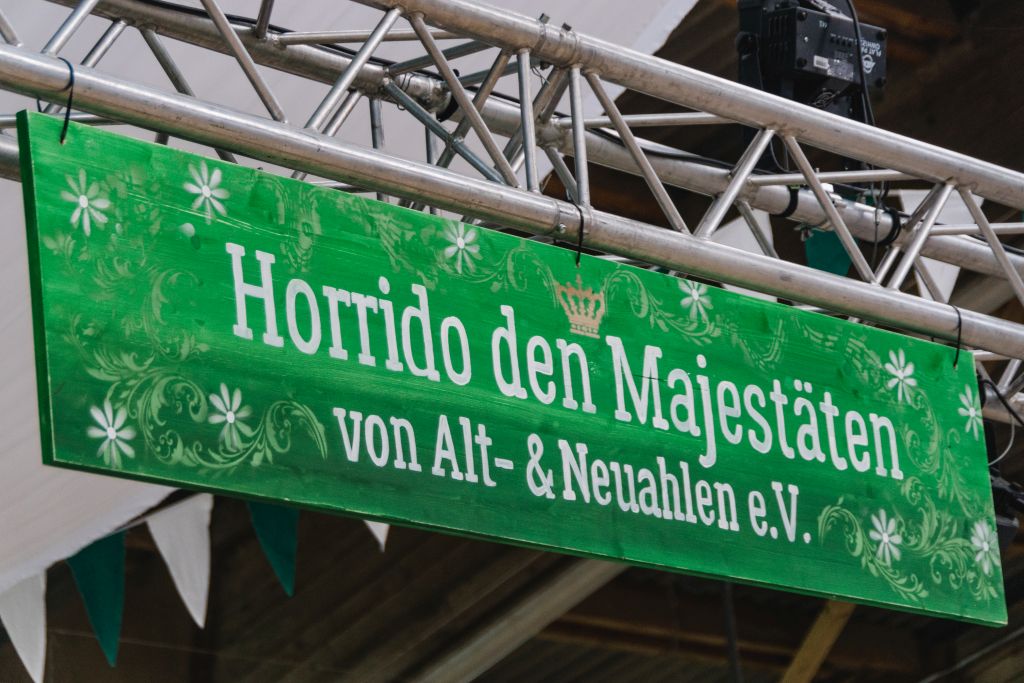 Horrido den Majestäten
von Alt- & Neuahlen e.V.